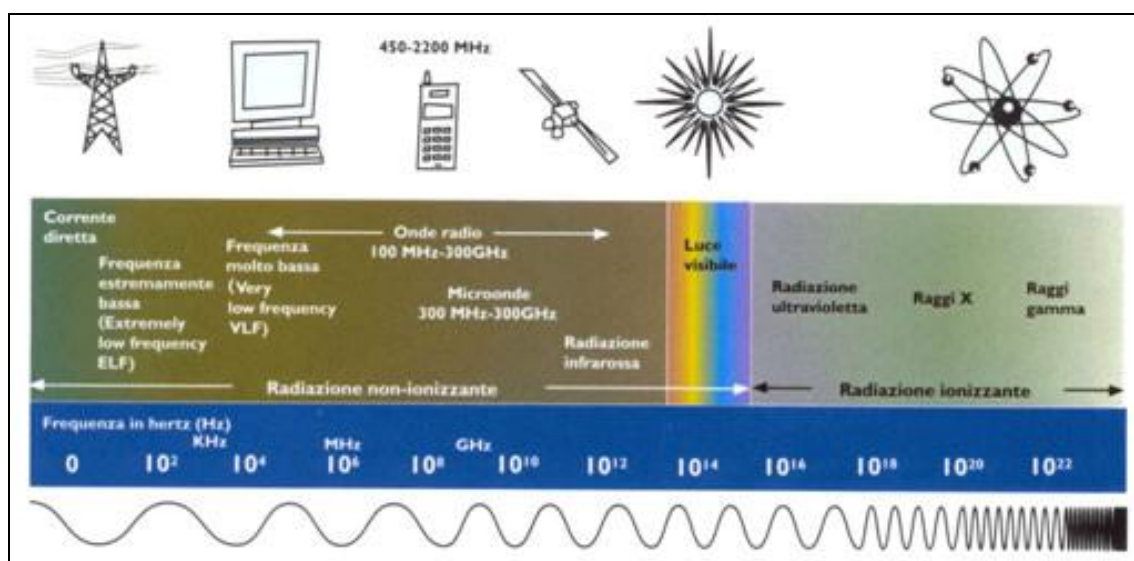 450-2200 MHz
Corrente
diretta
Frequenza
estremamente
bassa
(Extremely
low frequency
ELF)
Frequenza
molto bassa
(Very
low frequency
VLF)
Onde radio
100 MHz-300GHz
Microonde
300 MHz-300GHz
Radiazione
infrarossa
Luce
visibile
Radiazione
ultravioletta
Raggi X
Raggi
gamma
Radiazione non-ionizzante
Radiazione ionizzante
Frequenza in hertz (Hz)
KHz MHz GHz
0 10² 10⁴ 10⁶ 10⁸ 10¹⁰ 10¹² 10¹⁴ 10¹⁶ 10¹⁸ 10²⁰ 10²²